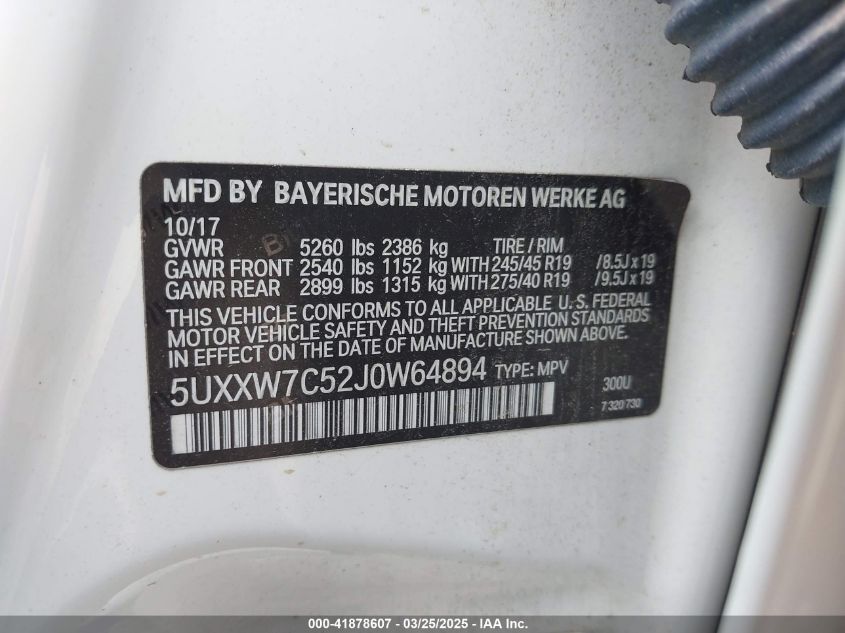 MFD BY BAYERISCHE MOTOREN WERKE AG
10/17
GVWR 5260 lbs 2386 kg TIRE / RIM
GAWR FRONT 2540 lbs 1152 kg WITH 245/45 R19 /8.5J x 19
GAWR REAR 2899 lbs 1315 kg WITH 275/40 R19 /9.5J x 19
THIS VEHICLE CONFORMS TO ALL APPLICABLE U. S. FEDERAL
MOTOR VEHICLE SAFETY AND THEFT PREVENTION STANDARDS
IN EFFECT ON THE DATE OF MANUFACTURE SHOWN ABOVE.
5UXXW7C52J0W64894 TYPE: MPV 300U
7 320 730
000-41878607 / 03/25/2025 - IAA Inc.